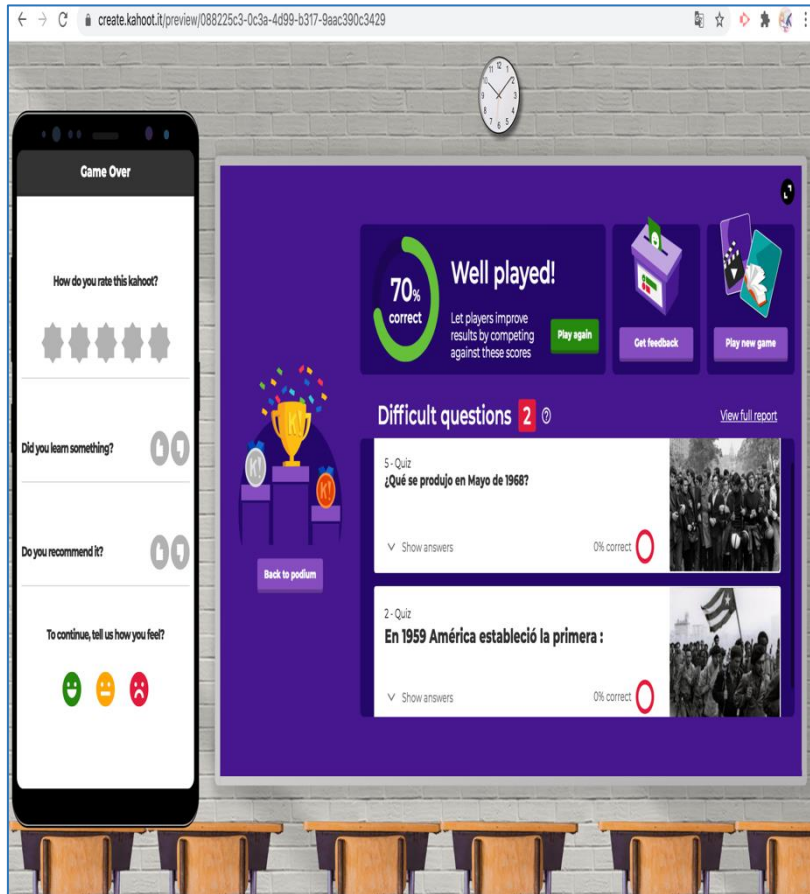 create.kahoot.it/preview/088225c3-0c3a-4d99-b317-9aac390c3429
Game Over
How do you rate this kahoot?
Did you learn something?
Do you recommend it?
To continue, tell us how you feel?
70%
correct
Well played!
Let players improve
results by competing
against these scores
Play again
Get feedback
Play new game
K!
K!
K!
Back to podium
Difficult questions 2
View full report
5 - Quiz
¿Qué se produjo en Mayo de 1968?
Show answers
0% correct
2 - Quiz
En 1959 América estableció la primera :
Show answers
0% correct